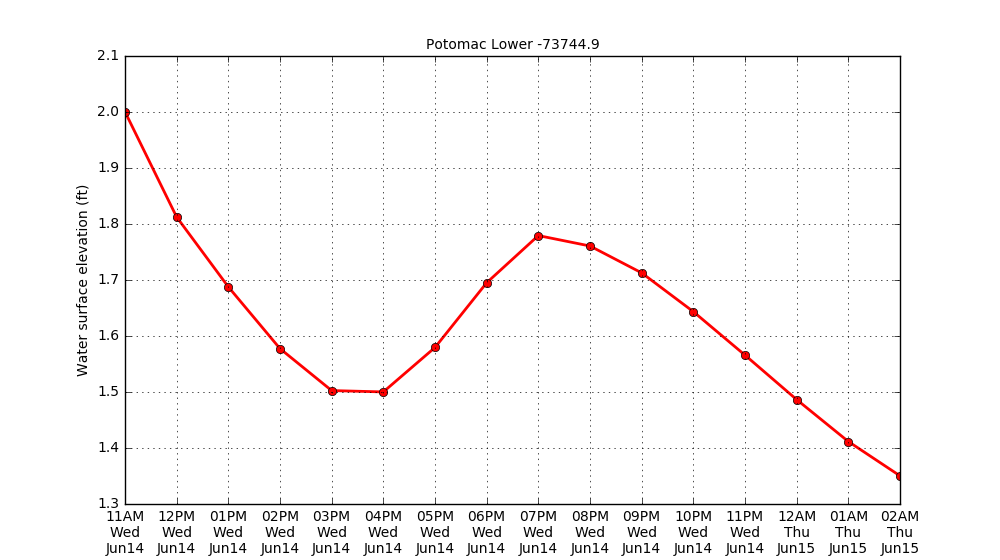 Potomac Lower -73744.9
Water surface elevation (ft)
2.1
2.0
1.9
1.8
1.7
1.6
1.5
1.4
1.3
11AM 12PM 01PM 02PM 03PM 04PM 05PM 06PM 07PM 08PM 09PM 10PM 11PM 12AM 01AM 02AM
Wed Wed Wed Wed Wed Wed Wed Wed Wed Wed Wed Wed Wed Thu Thu Thu
Jun14 Jun14 Jun14 Jun14 Jun14 Jun14 Jun14 Jun14 Jun14 Jun14 Jun14 Jun14 Jun14 Jun15 Jun15 Jun15